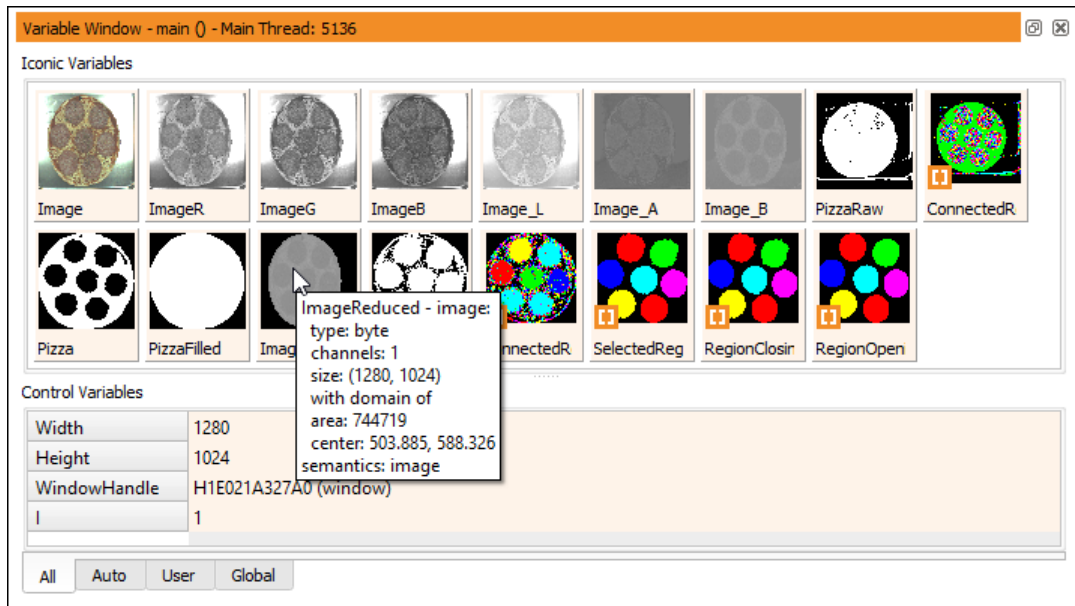 Variable Window - main () - Main Thread: 5136
Iconic Variables
Image ImageR ImageG ImageB Image_L Image_A Image_B PizzaRaw ConnectedR
Pizza PizzaFilled Imag nnectedR SelectedReg RegionClosin RegionOpeni
ImageReduced - image:
type: byte
channels: 1
size: (1280, 1024)
with domain of
area: 744719
center: 503.885, 588.326
semantics: image
Control Variables
Width 1280
Height 1024
WindowHandle H1E021A327A0 (window)
I 1
All Auto User Global